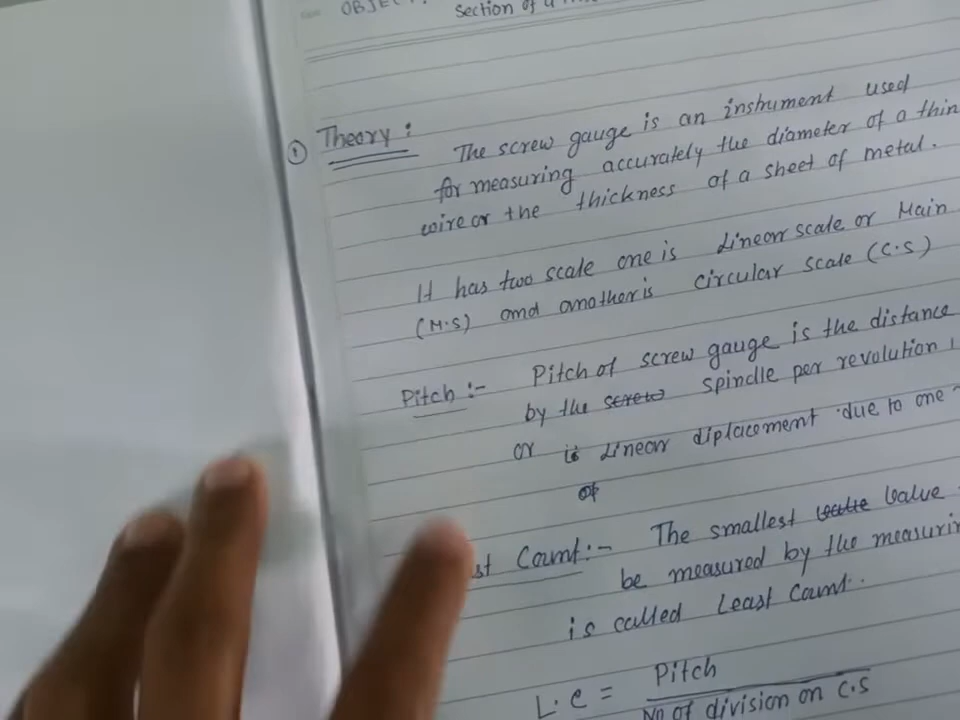 OBJECT:
Section of a
① Theory :
The screw gauge is an instrument used
for measuring accurately the diameter of a thin
wire or the thickness of a sheet of metal.
It has two scale one is Linear scale or Main
(M.S) and another is circular scale (C.S)
Pitch :- Pitch of screw gauge is the distance
by the screw spindle per revolution
or is Linear diplacement due to one
of
st Count :- The smallest value Value
be measured by the measurin
is called Least Count.
L.C = Pitch
No of division on C.S